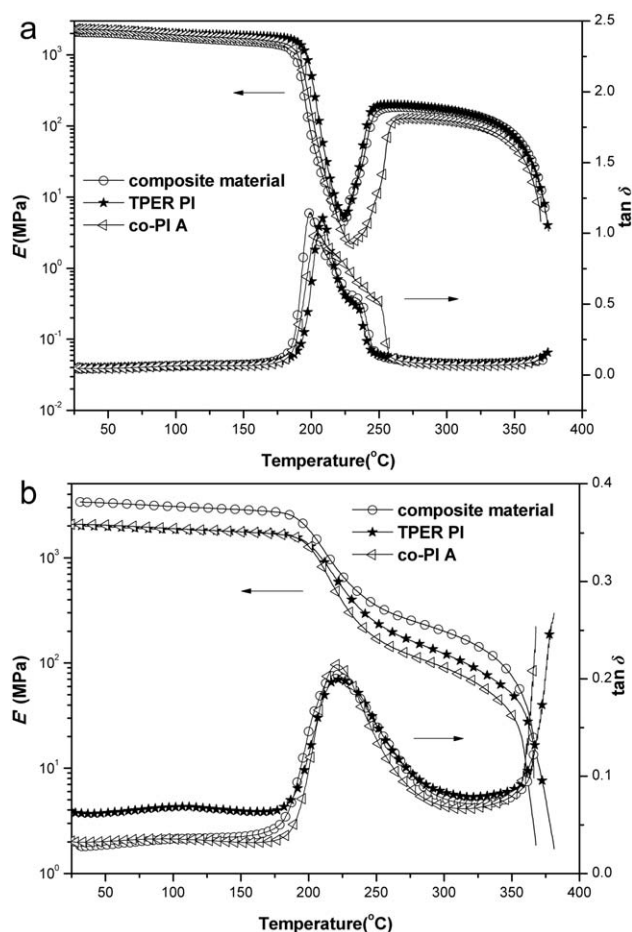 a
2.5
2.0
1.5
1.0
0.5
0.0
tan δ
10³
10²
10¹
10⁰
10⁻¹
10⁻²
E'(MPa)
composite material
TPER PI
co-PI A
50 100 150 200 250 300 350 400
Temperature(°C)
b
0.4
0.3
0.2
0.1
0.0
tan δ
10³
10²
10¹
10⁰
E' (MPa)
composite material
TPER PI
co-PI A
50 100 150 200 250 300 350 400
Temperature(°C)